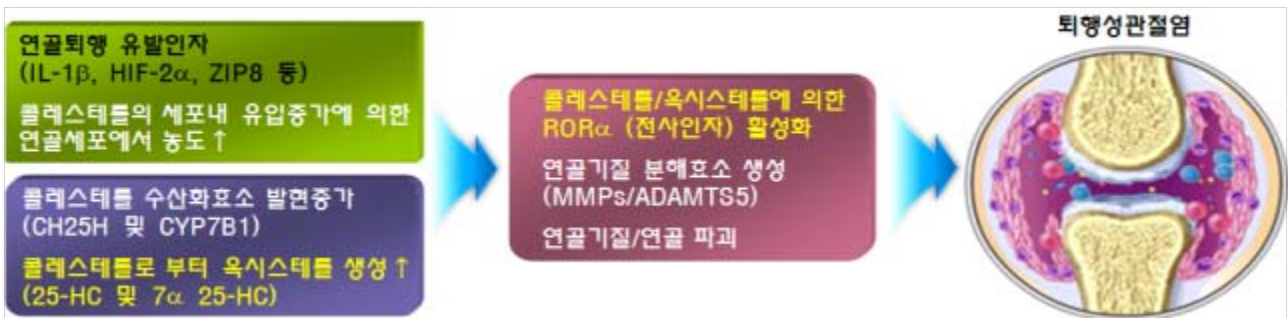 연골퇴행 유발인자
(IL-1β, HIF-2α, ZIP8 등)
콜레스테롤의 세포내 유입증가에 의한
연골세포에서 농도↑
콜레스테롤 수산화효소 발현증가
(CH25H 및 CYP7B1)
콜레스테롤로 부터 옥시스테롤 생성↑
(25-HC 및 7α 25-HC)
콜레스테롤/옥시스테롤에 의한
RORα (전사인자) 활성화
연골기질 분해효소 생성
(MMPs/ADAMTS5)
연골기질/연골 파괴
퇴행성관절염